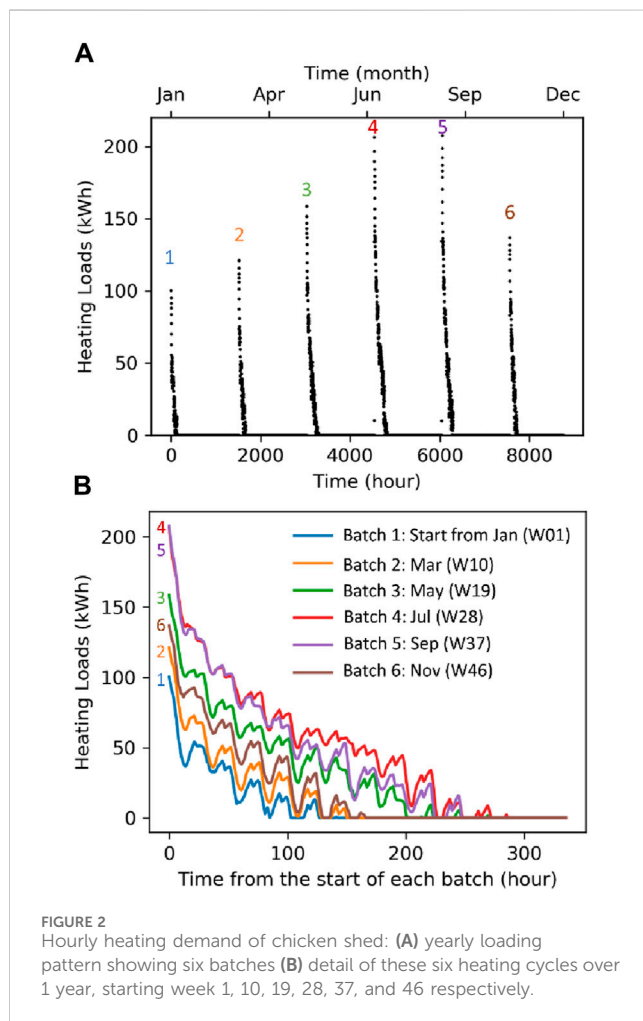 A
Time (month)
Jan Apr Jun Sep Dec
200
150
100
50
0
Heating Loads (kWh)
1
2
3
4
5
6
0 2000 4000 6000 8000
Time (hour)
B
200
150
100
50
0
Heating Loads (kWh)
4
5
3
6
2
1
Batch 1: Start from Jan (W01)
Batch 2: Mar (W10)
Batch 3: May (W19)
Batch 4: Jul (W28)
Batch 5: Sep (W37)
Batch 6: Nov (W46)
0 100 200 300
Time from the start of each batch (hour)
FIGURE 2
Hourly heating demand of chicken shed: (A) yearly loading
pattern showing six batches (B) detail of these six heating cycles over
1 year, starting week 1, 10, 19, 28, 37, and 46 respectively.